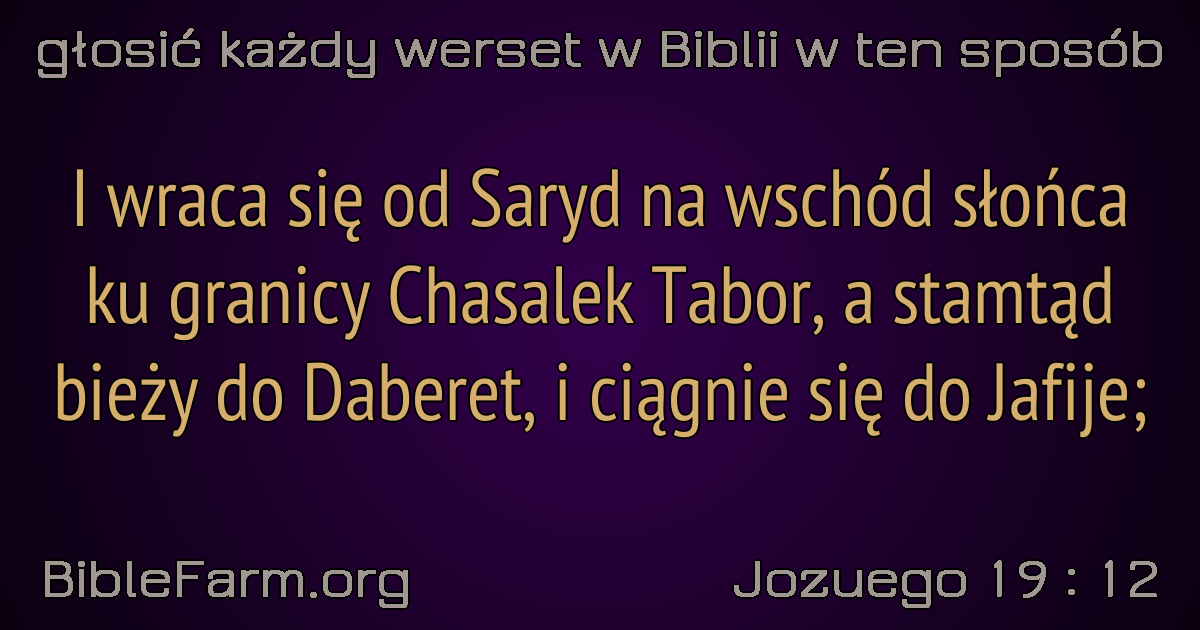 głosić każdy werset w Biblii w ten sposób
I wraca się od Saryd na wschód słońca
ku granicy Chasalek Tabor, a stamtąd
bieży do Daberet, i ciągnie się do Jafije;
BibleFarm.org
Jozuego 19 : 12